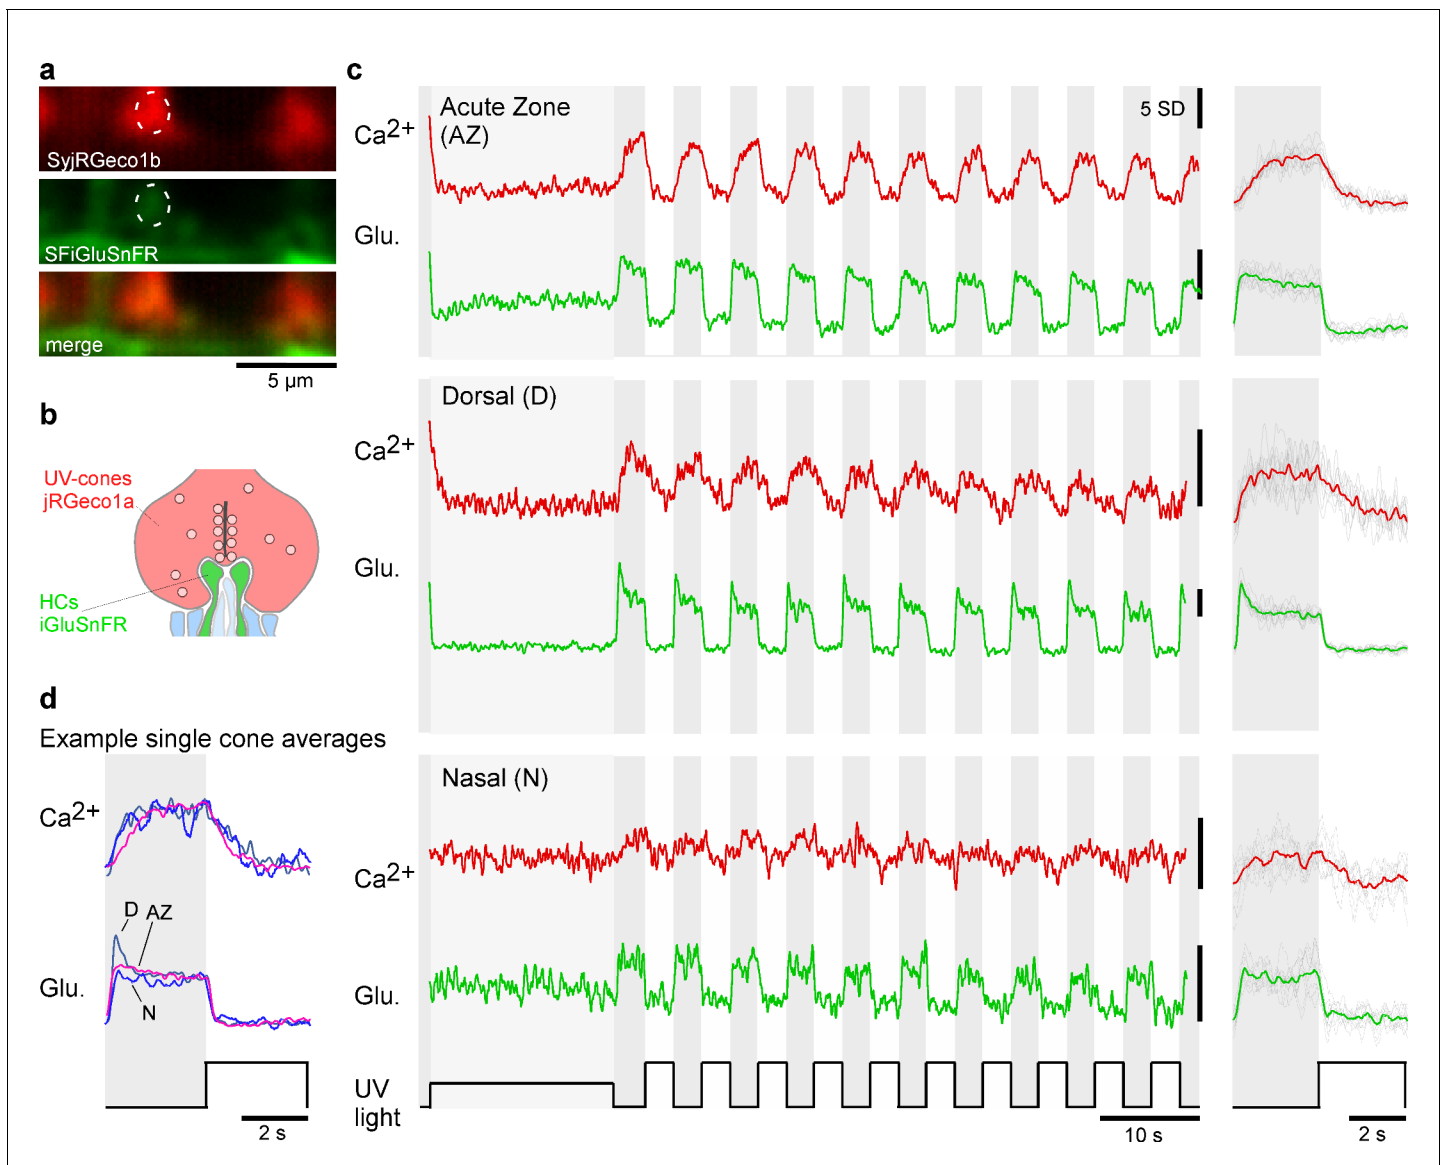 a
SyjRGeco1b
SFiGluSnFR
merge
5 µm
b
UV-cones
jRGeco1a
HCs
iGluSnFR
c
Acute Zone
(AZ)
5 SD
Ca2+
Glu.
Dorsal (D)
Ca2+
Glu.
Nasal (N)
Ca2+
Glu.
UV
light
10 s
2 s
d
Example single cone averages
Ca2+
D
AZ
Glu.
N
2 s